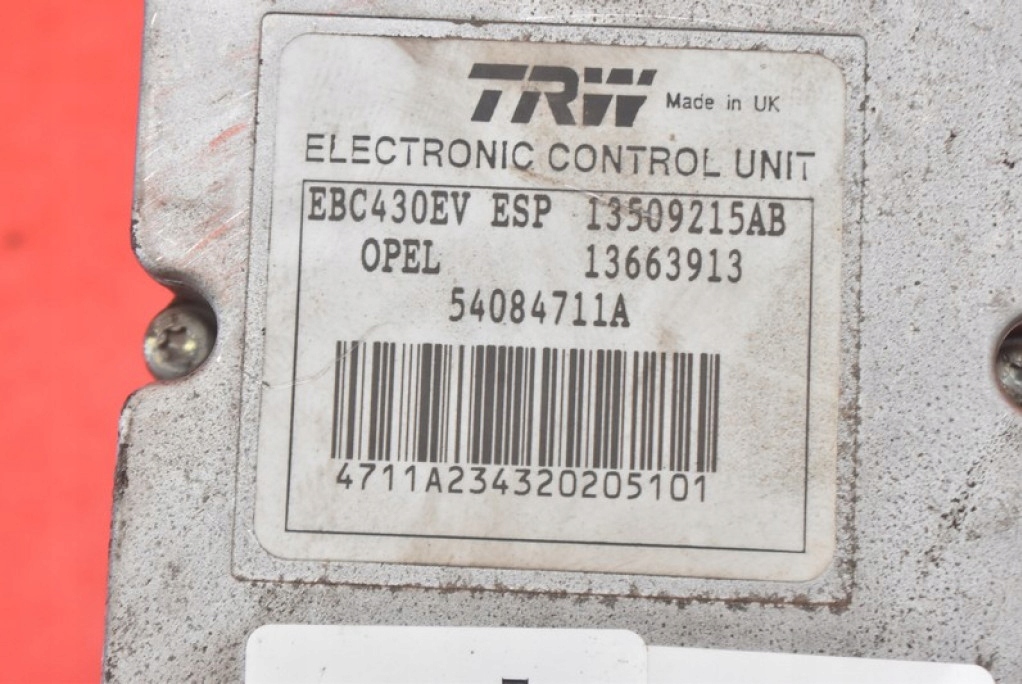 TRW Made in UK
ELECTRONIC CONTROL UNIT
EBC430EV ESP 13509215AB
OPEL 13663913
54084711A
4711A234320205101